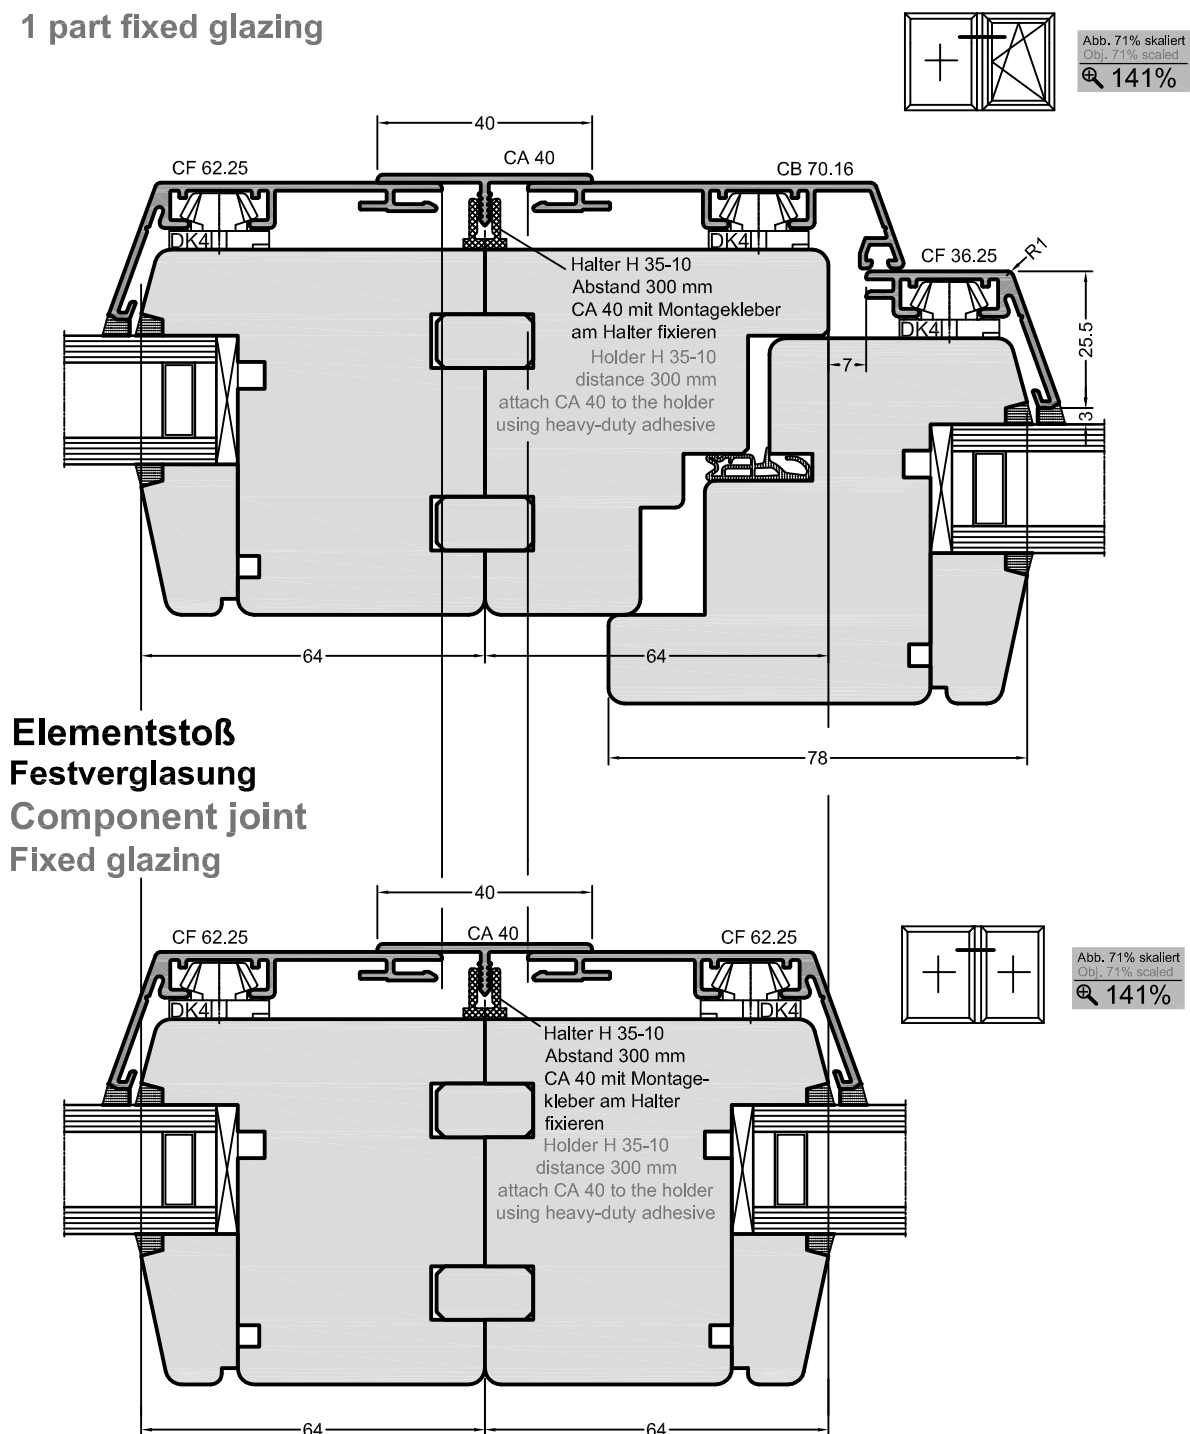 1 part fixed glazing
Abb. 71% skaliert
Obj. 71% scaled
141%
40
CF 62.25
CA 40
CB 70.16
DK4
DK4
CF 36.25
R1
DK4
Halter H 35-10
Abstand 300 mm
CA 40 mit Montagekleber
am Halter fixieren
Holder H 35-10
distance 300 mm
attach CA 40 to the holder
using heavy-duty adhesive
7
25.5
3
64
64
78
Elementstoß
Festverglasung
Component joint
Fixed glazing
40
CF 62.25
CA 40
CF 62.25
Abb. 71% skaliert
Obj. 71% scaled
141%
DK4
DK4
Halter H 35-10
Abstand 300 mm
CA 40 mit Montage-
kleber am Halter
fixieren
Holder H 35-10
distance 300 mm
attach CA 40 to the holder
using heavy-duty adhesive
64
64